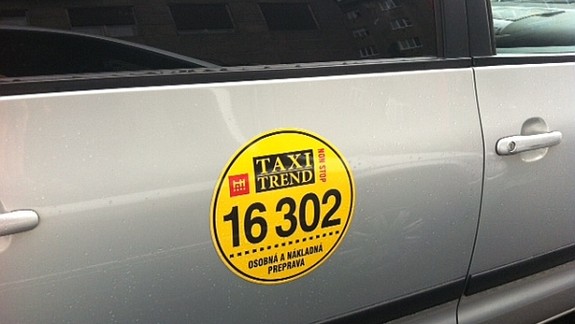 TAXI
TREND
NON STOP
16 302
OSOBNÁ A NÁKLADNÁ
PREPRAVA